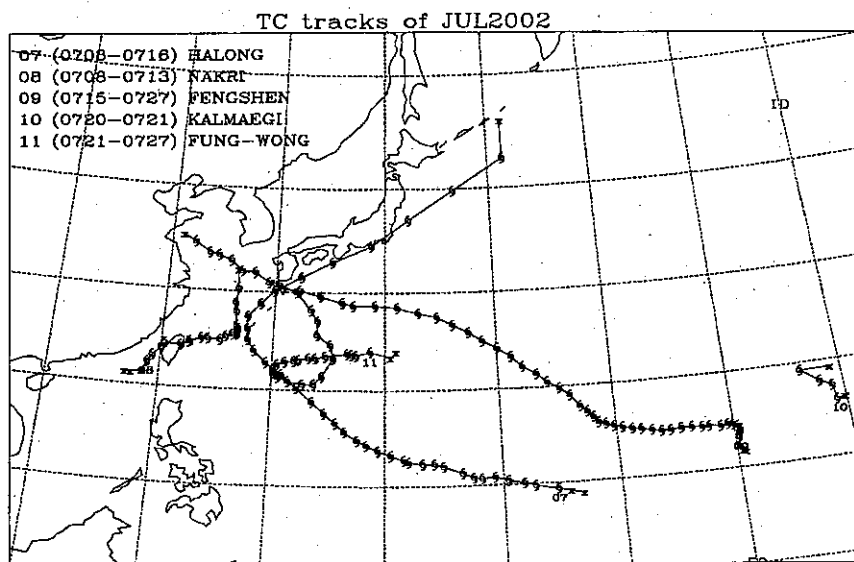 TC tracks of JUL2002
07 (0708-0716) HALONG
08 (0708-0713) NAKRI
09 (0715-0727) FENGSHEN
10 (0720-0721) KALMAEGI
11 (0721-0727) FUNG-WONG
ID
11
10
07